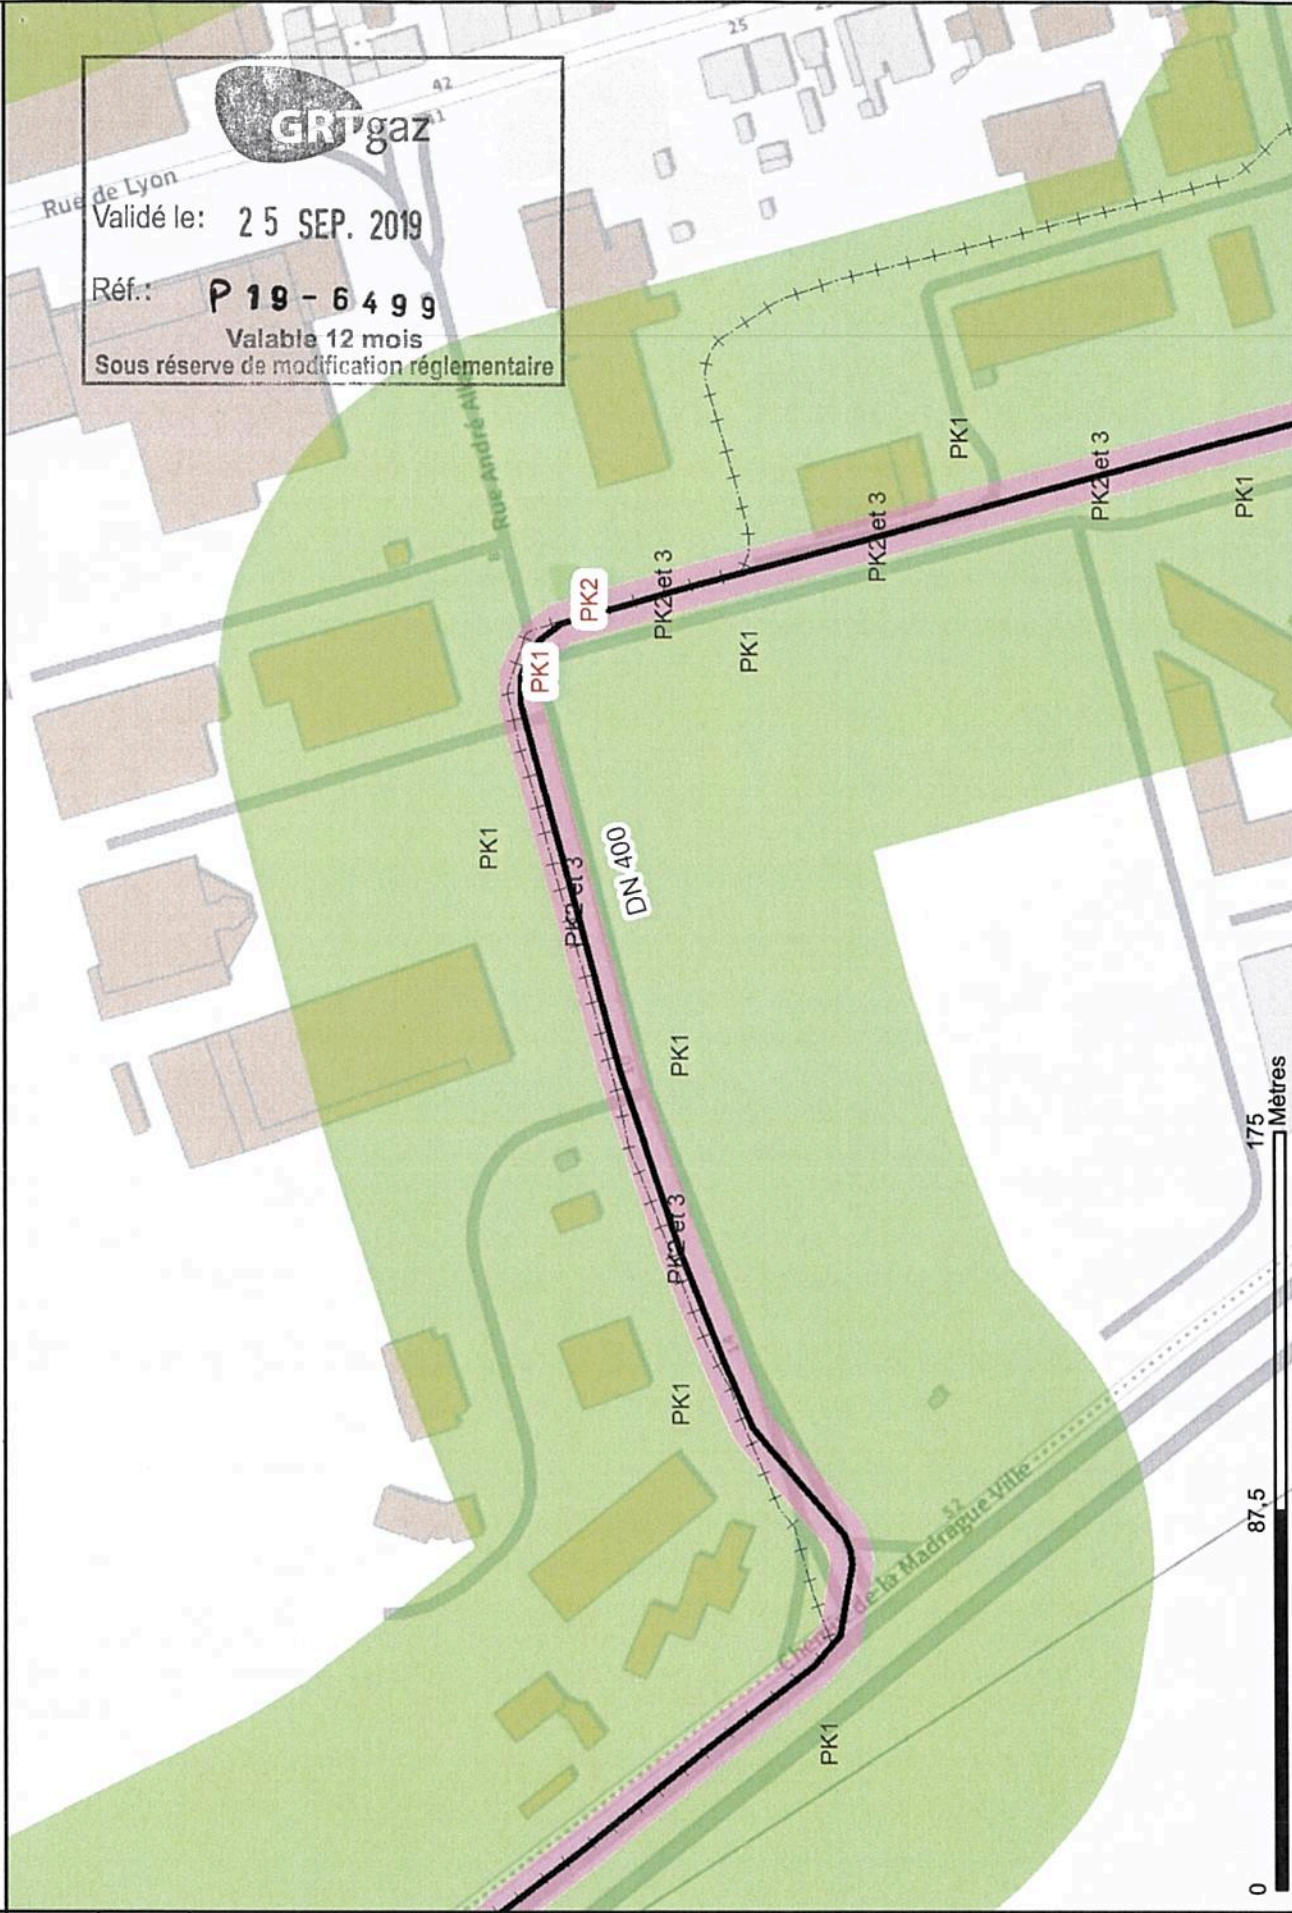 25
42
41
GRTgaz
Rue de Lyon
Validé le: 25 SEP. 2019
Réf.: P19-6499
Valable 12 mois
Sous réserve de modification réglementaire
Rue André
PK1
PK2 et 3
PK2 et 3
PK1
PK2
PK2 et 3
PK1
PK1
PK1
PK1
PK2 et 3
DN 400
PK1
PK2 et 3
PK1
52
Chemin de la Madrague Ville
PK1
0
87,5
175
Mètres